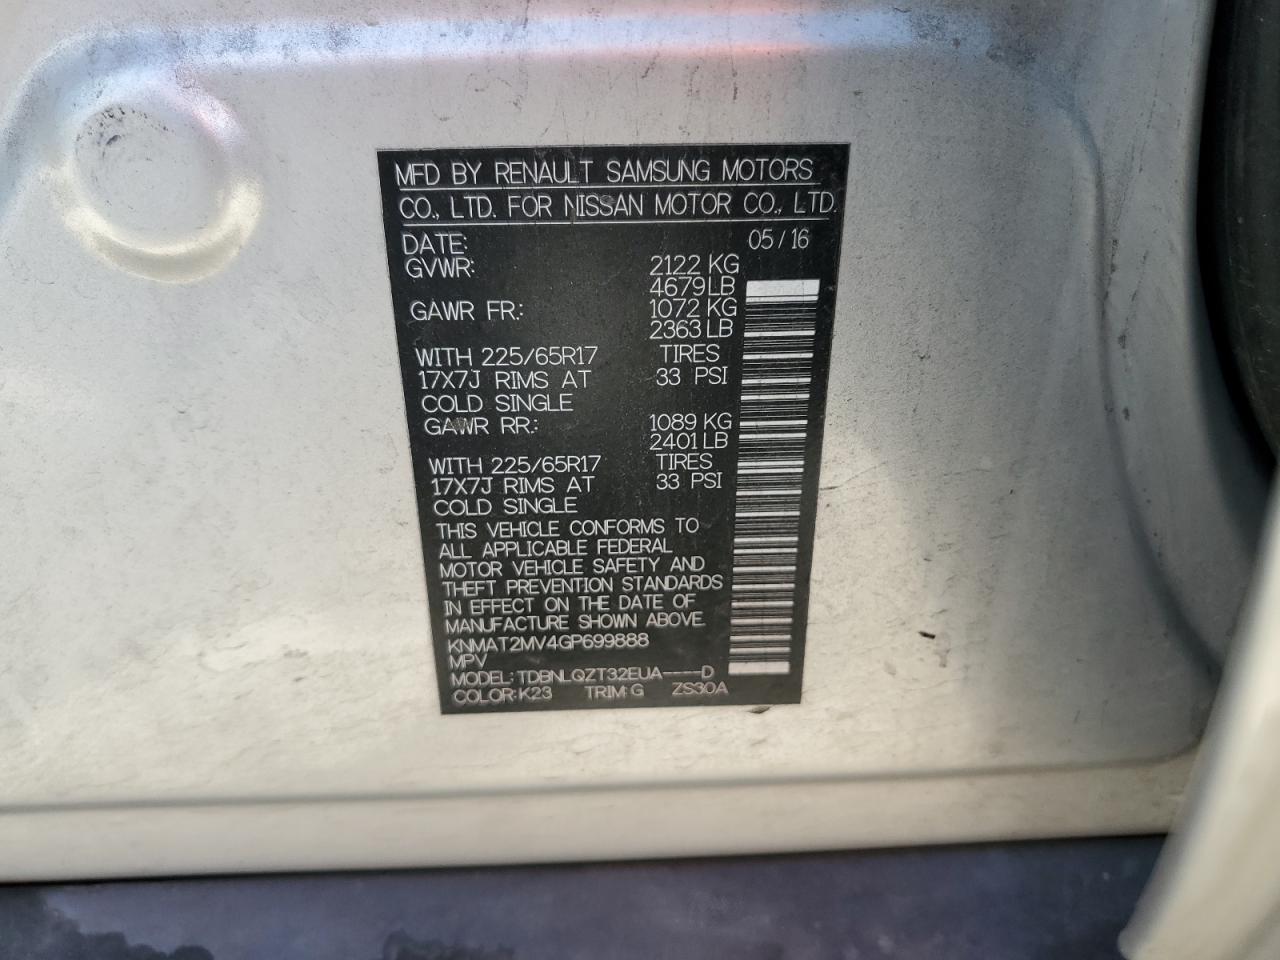 MFD BY RENAULT SAMSUNG MOTORS
CO., LTD. FOR NISSAN MOTOR CO., LTD.
DATE: 05/16
GVWR: 2122 KG
4679 LB
GAWR FR: 1072 KG
2363 LB
WITH 225/65R17 TIRES
17X7J RIMS AT 33 PSI
COLD SINGLE
GAWR RR: 1089 KG
2401 LB
WITH 225/65R17 TIRES
17X7J RIMS AT 33 PSI
COLD SINGLE
THIS VEHICLE CONFORMS TO
ALL APPLICABLE FEDERAL
MOTOR VEHICLE SAFETY AND
THEFT PREVENTION STANDARDS
IN EFFECT ON THE DATE OF
MANUFACTURE SHOWN ABOVE.
KNMAT2MV4GP699888
MPV
MODEL: TDBNLQZT32EUA----D
COLOR: K23 TRIM: G ZS30A